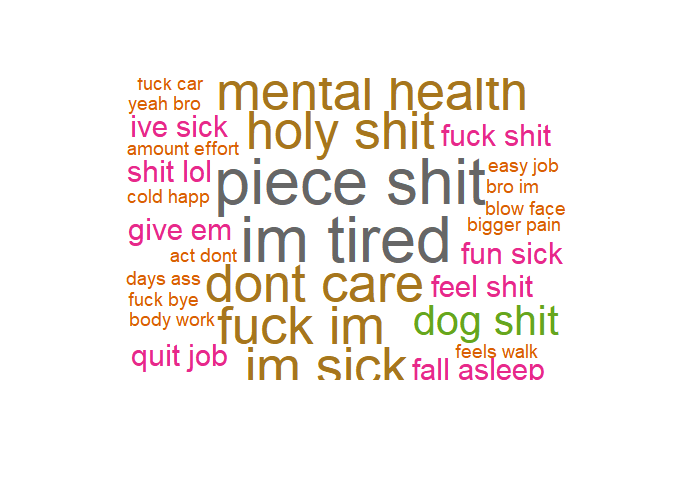 fuck car
mental health
yeah bro
ive sick
holy shit
fuck shit
amount effort
shit lol
piece shit
easy job
bro im
cold happ
blow face
give em
im tired
bigger pain
act dont
fun sick
days ass
dont care
feel shit
fuck bye
body work
fuck im
dog shit
quit job
im sick
feels walk
fall asleep